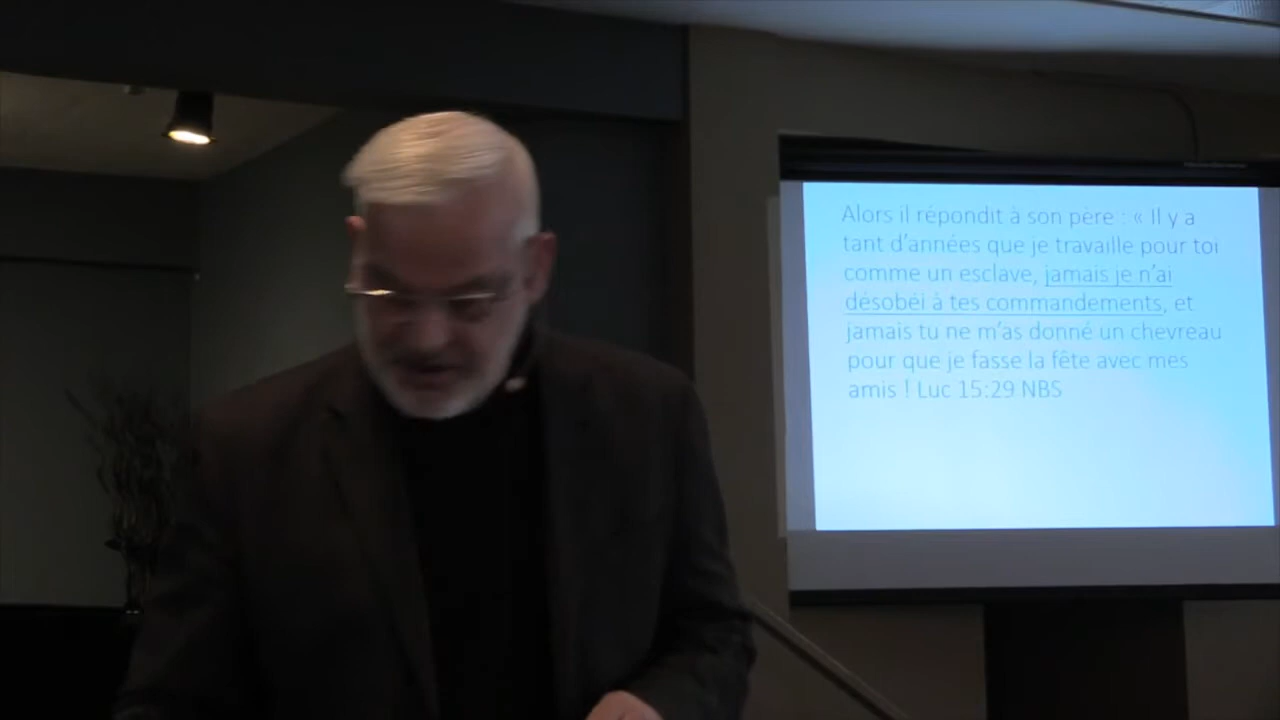 Alors il répondit à son père : « Il y a
tant d'années que je travaille pour toi
comme un esclave, jamais je n'ai
désobéi à tes commandements, et
jamais tu ne m'as donné un chevreau
pour que je fasse la fête avec mes
amis ! Luc 15:29 NBS